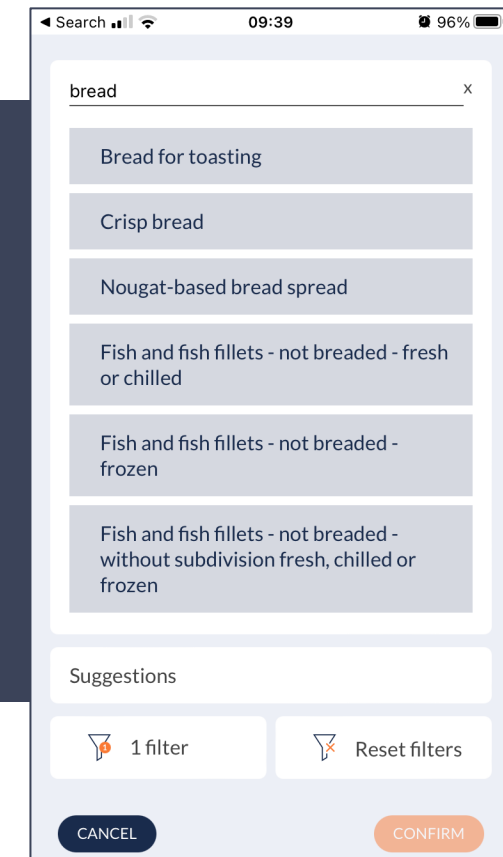 ◀ Search 09:39 96%
bread x
Bread for toasting
Crisp bread
Nougat-based bread spread
Fish and fish fillets - not breaded - fresh
or chilled
Fish and fish fillets - not breaded -
frozen
Fish and fish fillets - not breaded -
without subdivision fresh, chilled or
frozen
Suggestions
1 filter Reset filters
CANCEL CONFIRM